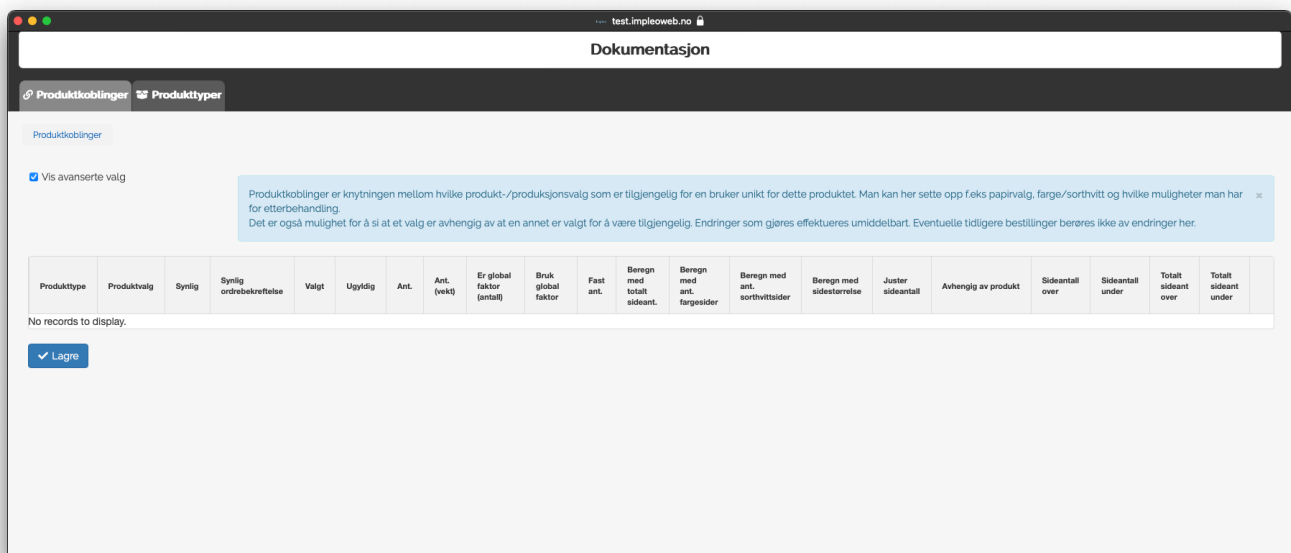 test.impleoweb.no
Dokumentasjon
Produktkoblinger Produkttyper
Produktkoblinger
Vis avanserte valg
Produktkoblinger er knytningen mellom hvilke produkt-/produksjonsvalg som er tilgjengelig for en bruker unikt for dette produktet. Man kan her sette opp f.eks papirvalg, farge/sorthvitt og hvilke muligheter man har
for etterbehandling.
Det er også mulighet for å si at et valg er avhengig av at en annet er valgt for å være tilgjengelig. Endringer som gjøres effektueres umiddelbart. Eventuelle tidligere bestillinger berøres ikke av endringer her.
Produkttype
Produktvalg
Synlig
Synlig
ordrebekreftelse
Valgt
Ugyldig
Ant.
Ant.
(vekt)
Er global
faktor
(antall)
Bruk
global
faktor
Fast
ant.
Beregn
med
totalt
sideant.
Beregn
med
ant.
fargesider
Beregn med
ant.
sorthvittsider
Beregn med
sidestørrelse
Juster
sideantall
Avhengig av produkt
Sideantall
over
Sideantall
under
Totalt
sideant
over
Totalt
sideant
under
No records to display.
Lagre